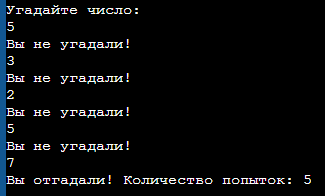 Угадайте число:
5
Вы не угадали!
3
Вы не угадали!
2
Вы не угадали!
5
Вы не угадали!
7
Вы отгадали! Количество попыток: 5